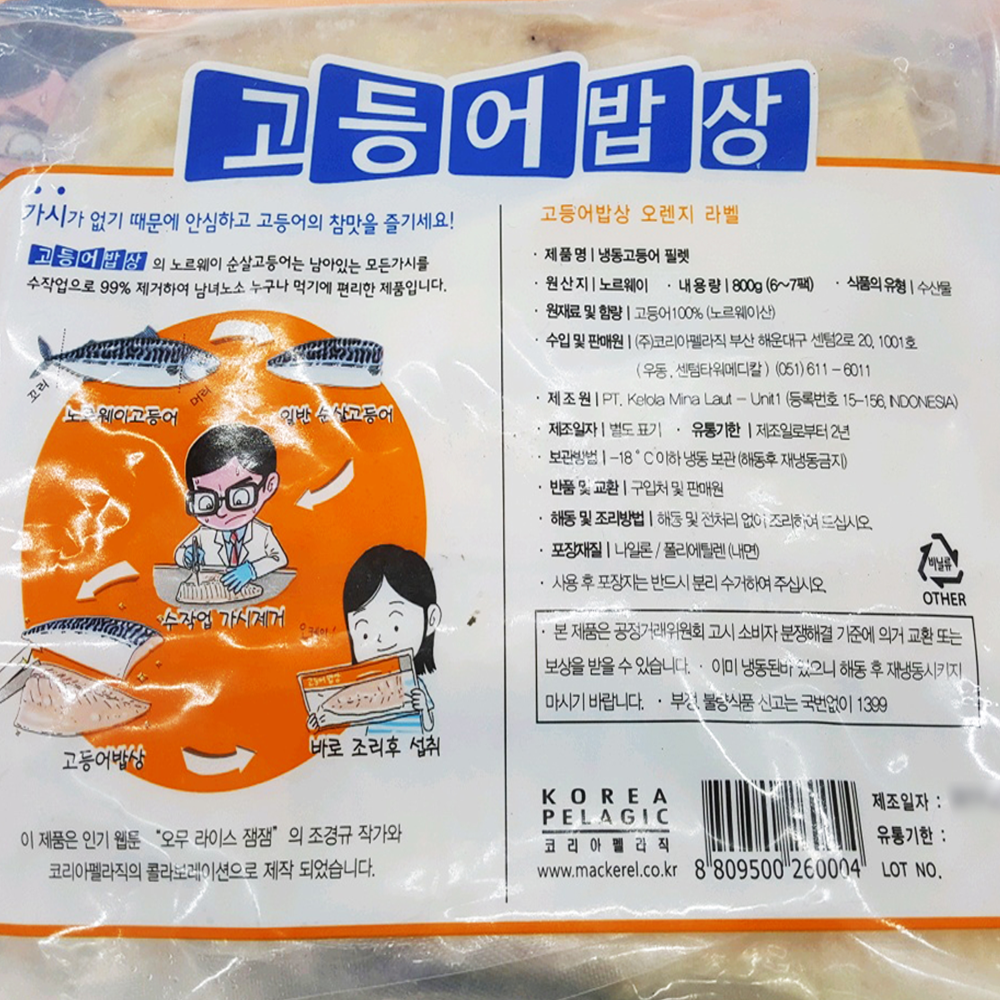 고등어밥상
가시가 없기 때문에 안심하고 고등어의 참맛을 즐기세요!
고등어밥상 의 노르웨이 순살고등어는 남아있는 모든가시를
수작업으로 99% 제거하여 남녀노소 누구나 먹기에 편리한 제품입니다.
꼬리
머리
노르웨이고등어
일반 순살고등어
수작업 가시제거
고등어밥상
고등어밥상
바로 조리후 섭취
이 제품은 인기 웹툰 “오무 라이스 잼잼” 의 조경규 작가와
코리아펠라직의 콜라보레이션으로 제작 되었습니다.
고등어밥상 오렌지 라벨
· 제품명 | 냉동고등어 필렛
· 원산지 | 노르웨이 · 내용량 | 800g (6~7팩) · 식품의 유형 | 수산물
· 원재료 및 함량 | 고등어100% (노르웨이산)
· 수입 및 판매원 | (주)코리아펠라직 부산 해운대구 센텀2로 20, 1001호
(우동, 센텀타워메디칼) (051) 611 - 6011
· 제조원 | PT. Kelola Mina Laut - Unit1 (등록번호 15-156, INDONESIA)
· 제조일자 | 별도 표기 · 유통기한 | 제조일로부터 2년
· 보관방법 | -18°C 이하 냉동 보관 (해동후 재냉동금지)
· 반품 및 교환 | 구입처 및 판매원
· 해동 및 조리방법 | 해동 및 전처리 없이 조리하여 드십시오.
· 포장재질 | 나일론 / 폴리에틸렌 (내면)
· 사용 후 포장지는 반드시 분리 수거하여 주십시오.
비닐류
OTHER
· 본 제품은 공정거래위원회 고시 소비자 분쟁해결 기준에 의거 교환 또는
보상을 받을 수 있습니다. · 이미 냉동된바 있으니 해동 후 재냉동시키지
마시기 바랍니다. · 부정 불량식품 신고는 국번없이 1399
KOREA
PELAGIC
코리아펠라직
www.mackerel.co.kr
8 809500 260004
제조일자 :
유통기한 :
LOT NO.